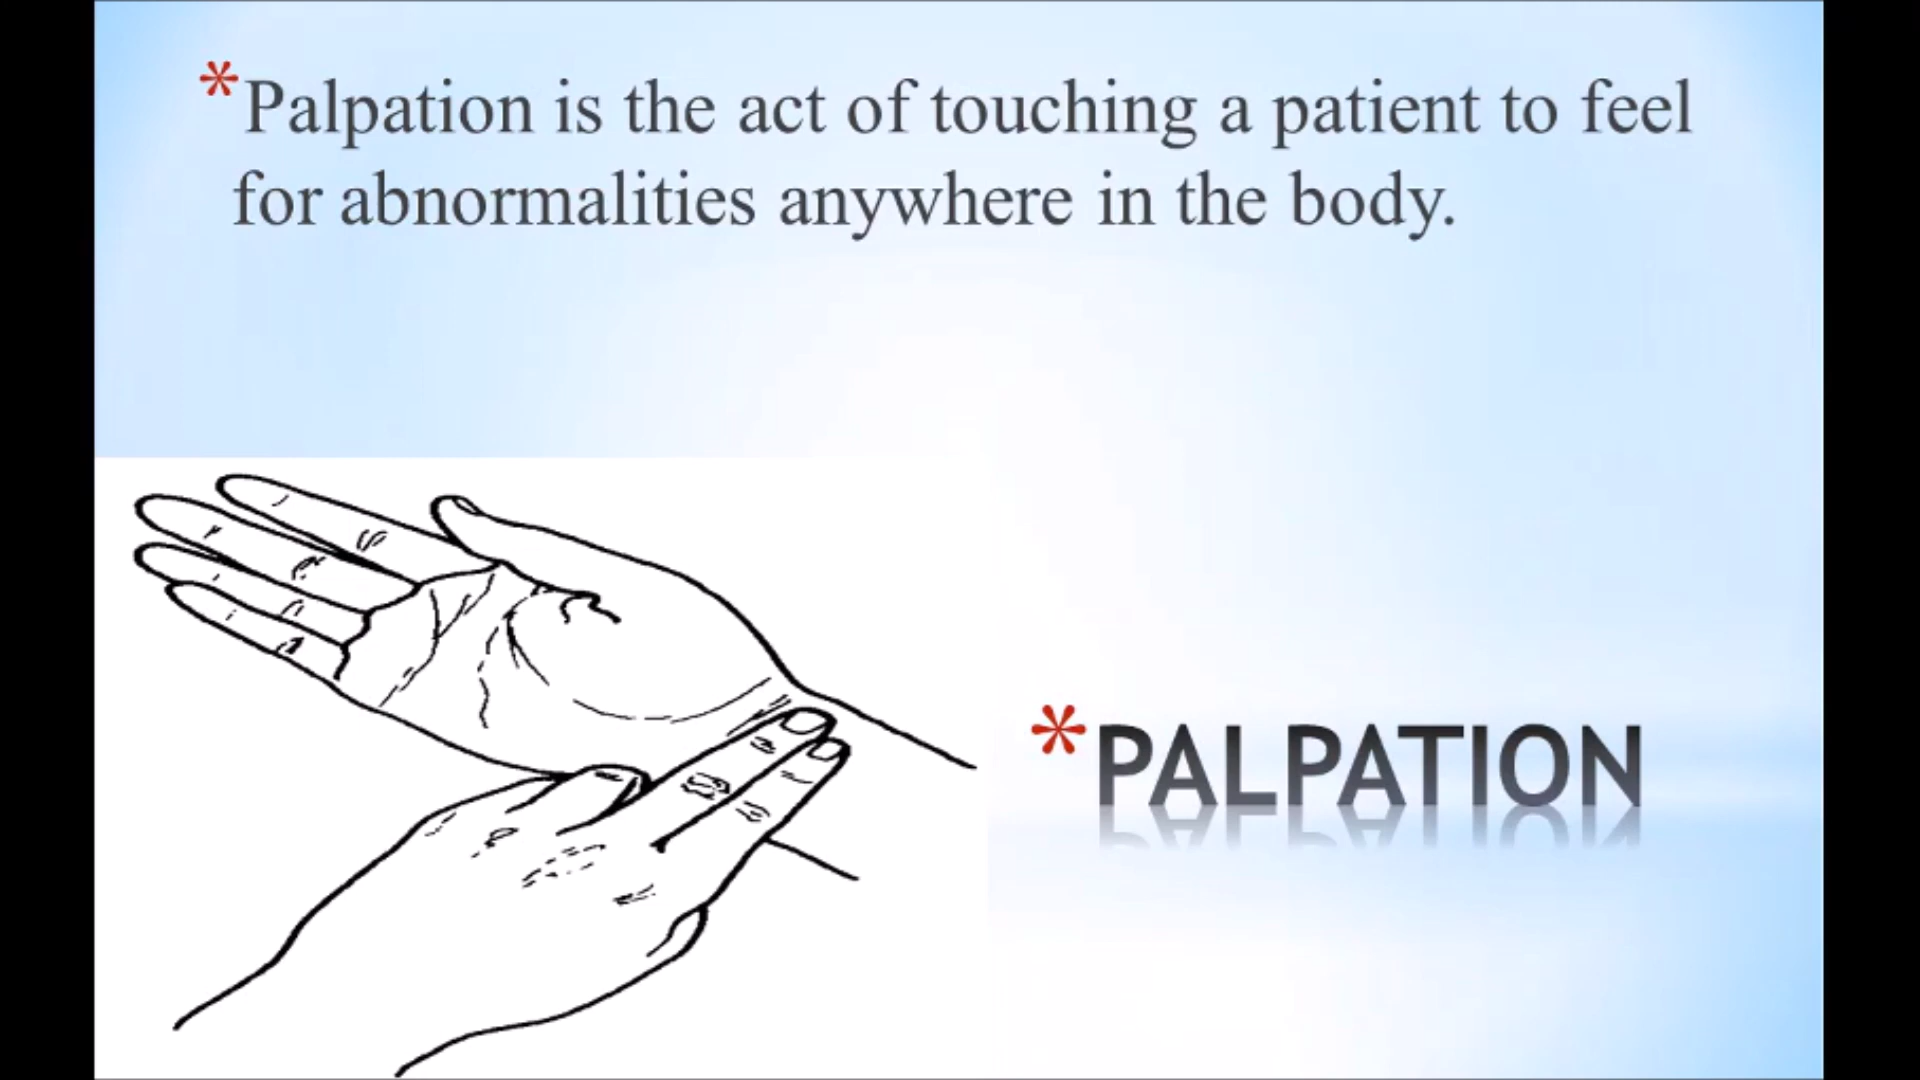 *Palpation is the act of touching a patient to feel
for abnormalities anywhere in the body.
*PALPATION